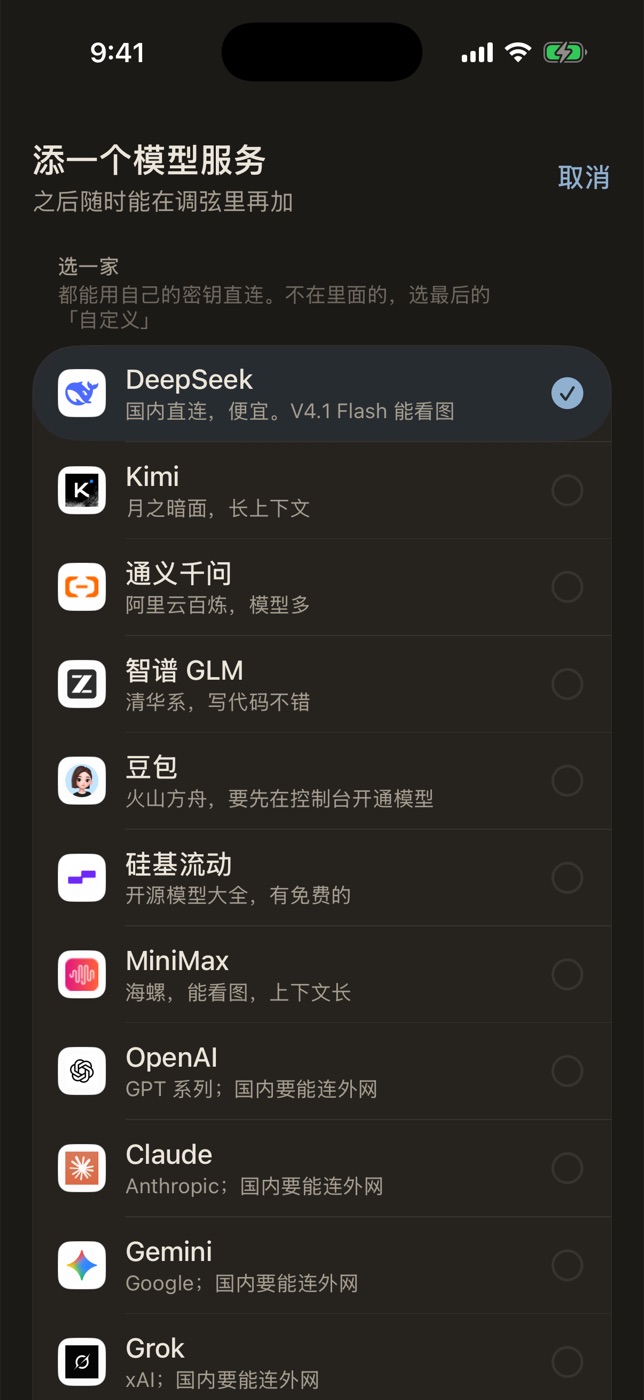 9:41
添一个模型服务
取消
之后随时能在调弦里再加
选一家
都能用自己的密钥直连。不在里面的，选最后的
「自定义」
DeepSeek
国内直连，便宜。V4.1 Flash 能看图
Kimi
月之暗面，长上下文
通义千问
阿里云百炼，模型多
智谱 GLM
清华系，写代码不错
豆包
火山方舟，要先在控制台开通模型
硅基流动
开源模型大全，有免费的
MiniMax
海螺，能看图，上下文长
OpenAI
GPT 系列；国内要能连外网
Claude
Anthropic；国内要能连外网
Gemini
Google；国内要能连外网
Grok
xAI；国内要能连外网